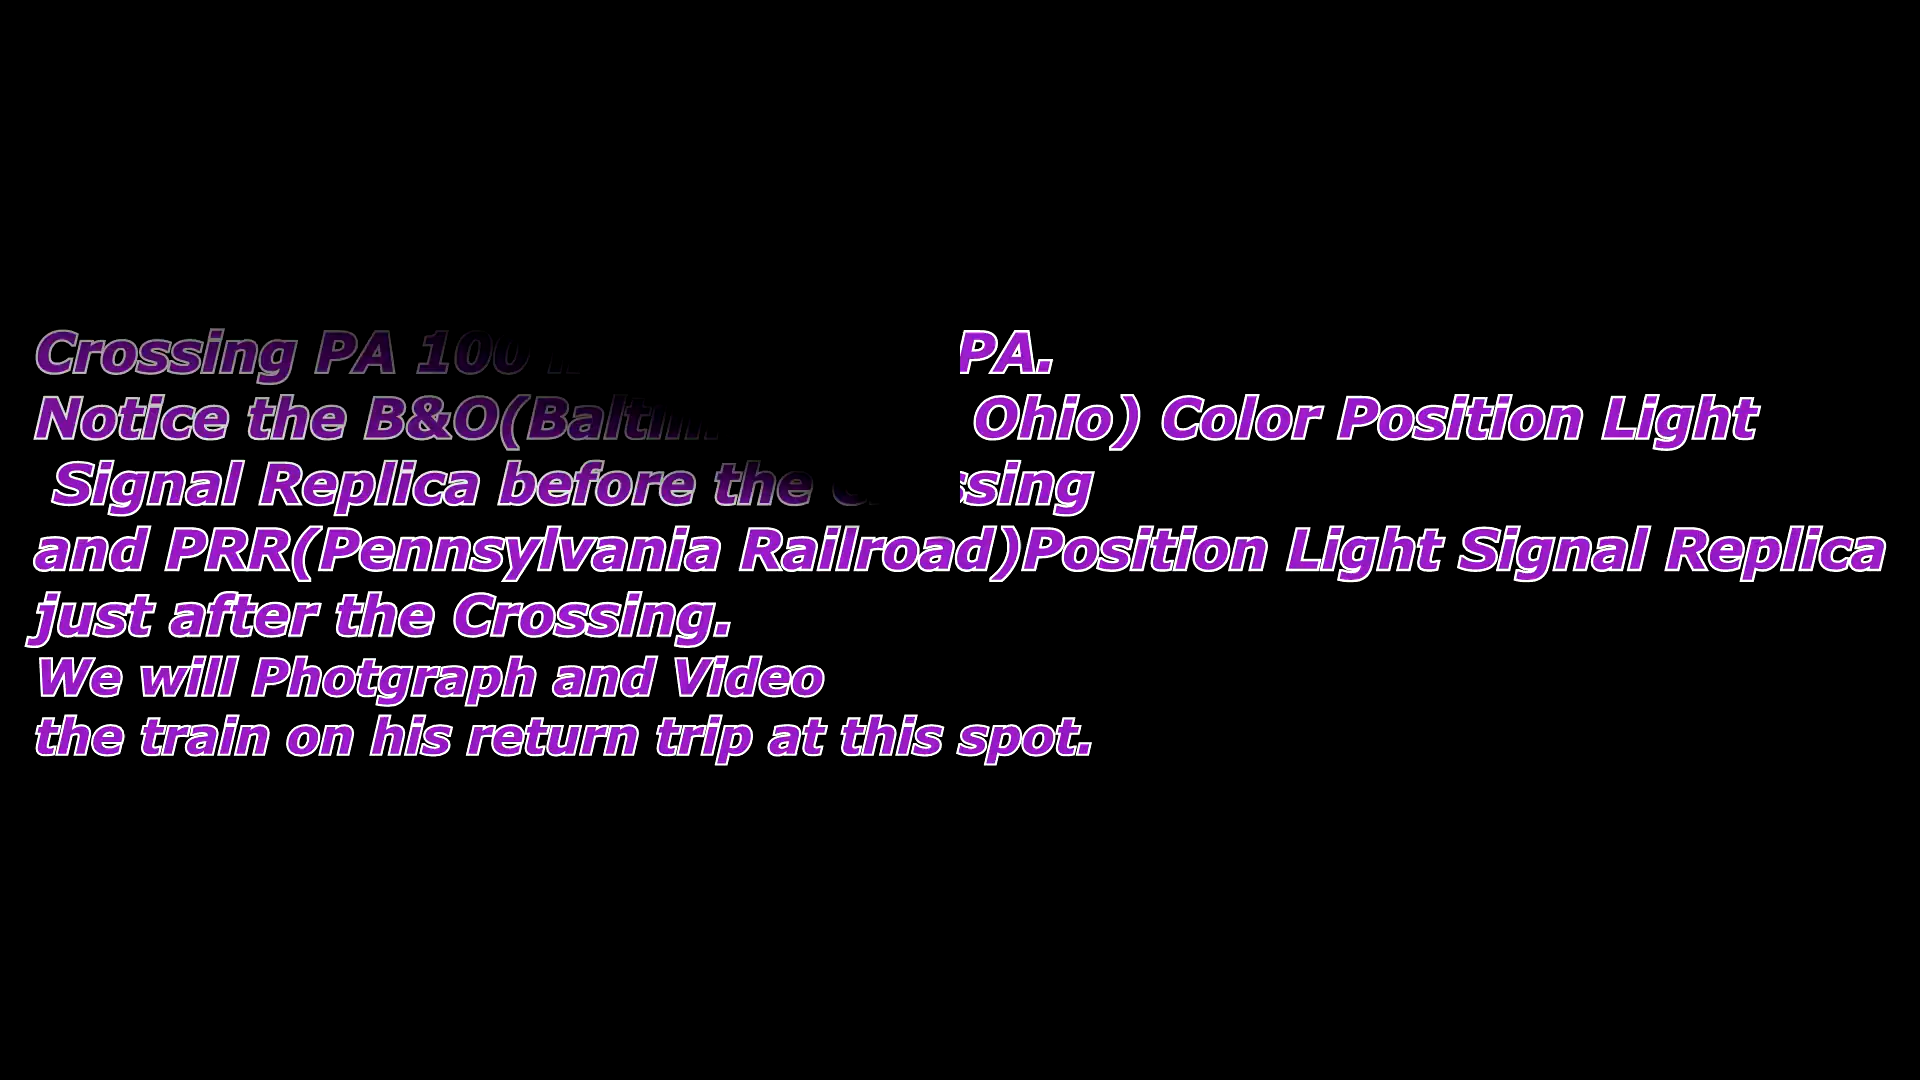 Crossing PA 100 PA.
Notice the B&O( Ohio) Color Position Light
Signal Replica before the
and PRR(Pennsylvania Railroad)Position Light Signal Replica
just after the Crossing.
We will Photgraph and Video
the train on his return trip at this spot.